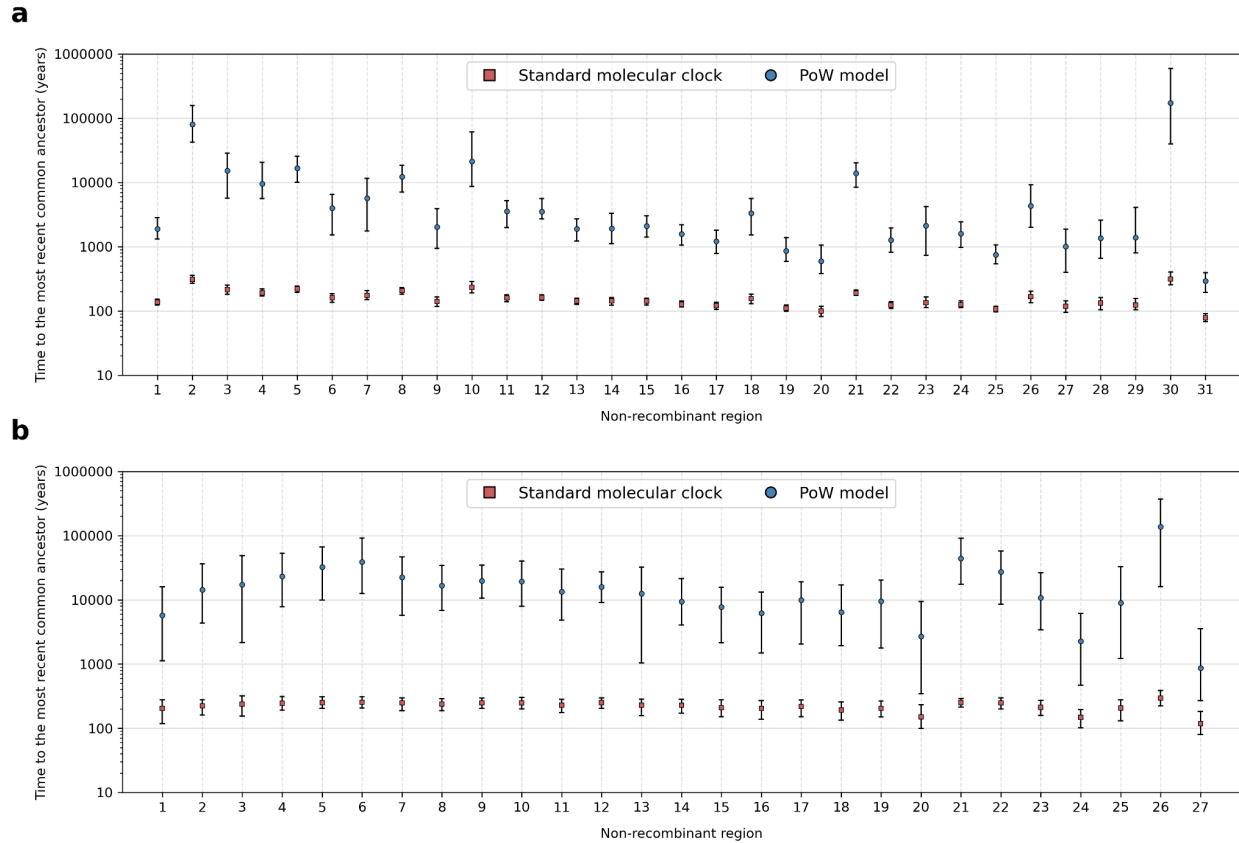 a
Time to the most recent common ancestor (years)
Standard molecular clock PoW model
1000000
100000
10000
1000
100
10
1 2 3 4 5 6 7 8 9 10 11 12 13 14 15 16 17 18 19 20 21 22 23 24 25 26 27 28 29 30 31
Non-recombinant region
b
Time to the most recent common ancestor (years)
Standard molecular clock PoW model
1000000
100000
10000
1000
100
10
1 2 3 4 5 6 7 8 9 10 11 12 13 14 15 16 17 18 19 20 21 22 23 24 25 26 27
Non-recombinant region